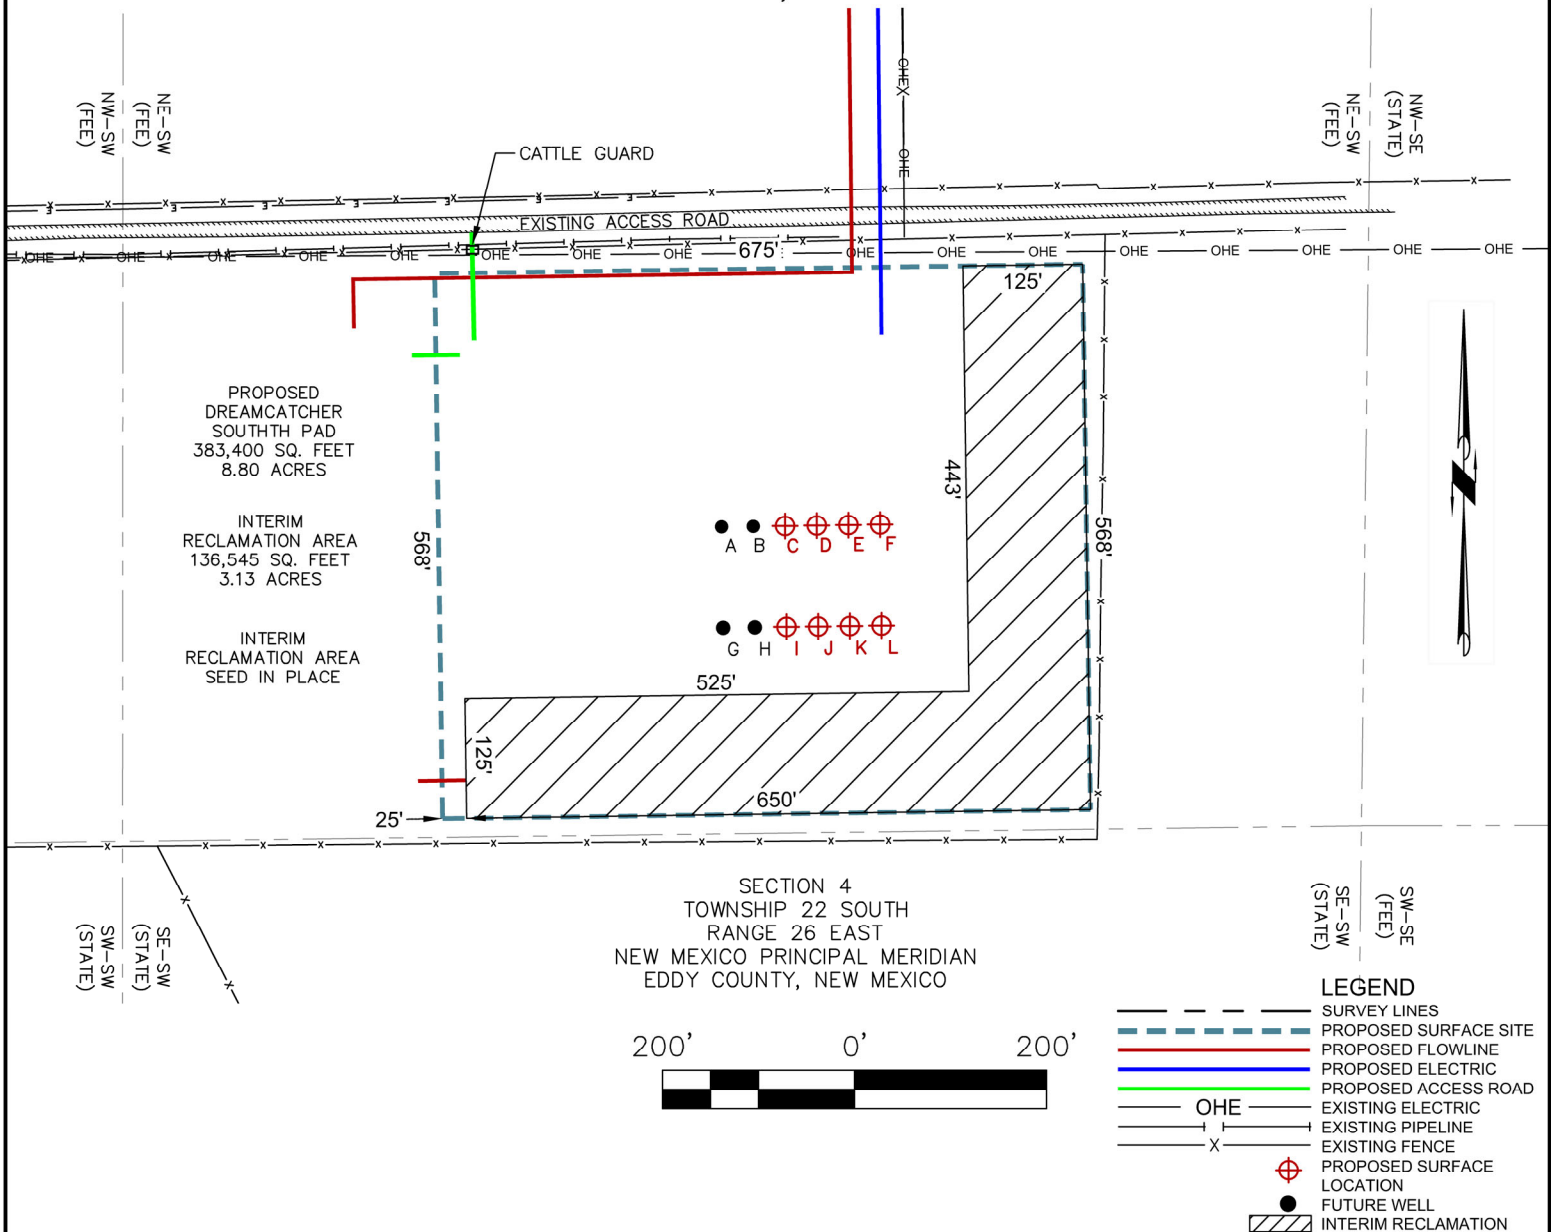 NW-SW
(FEE)
NE-SW
(FEE)
CATTLE GUARD
OHE
X
OHE
NE-SW
(FEE)
NW-SE
(STATE)
EXISTING ACCESS ROAD
OHE
OHE
OHE
OHE
OHE
OHE
OHE
OHE
675'
OHE
OHE
OHE
OHE
OHE
OHE
OHE
125'
PROPOSED
DREAMCATCHER
SOUTHTH PAD
383,400 SQ. FEET
8.80 ACRES
INTERIM
RECLAMATION AREA
136,545 SQ. FEET
3.13 ACRES
INTERIM
RECLAMATION AREA
SEED IN PLACE
568'
443'
568'
A B C D E F
G H I J K L
525'
125'
650'
25'
SW-SW
(STATE)
SE-SW
(STATE)
SECTION 4
TOWNSHIP 22 SOUTH
RANGE 26 EAST
NEW MEXICO PRINCIPAL MERIDIAN
EDDY COUNTY, NEW MEXICO
SE-SW
(STATE)
SW-SE
(FEE)
200' 0' 200'
LEGEND
SURVEY LINES
PROPOSED SURFACE SITE
PROPOSED FLOWLINE
PROPOSED ELECTRIC
PROPOSED ACCESS ROAD
OHE EXISTING ELECTRIC
EXISTING PIPELINE
X EXISTING FENCE
PROPOSED SURFACE
LOCATION
FUTURE WELL
INTERIM RECLAMATION